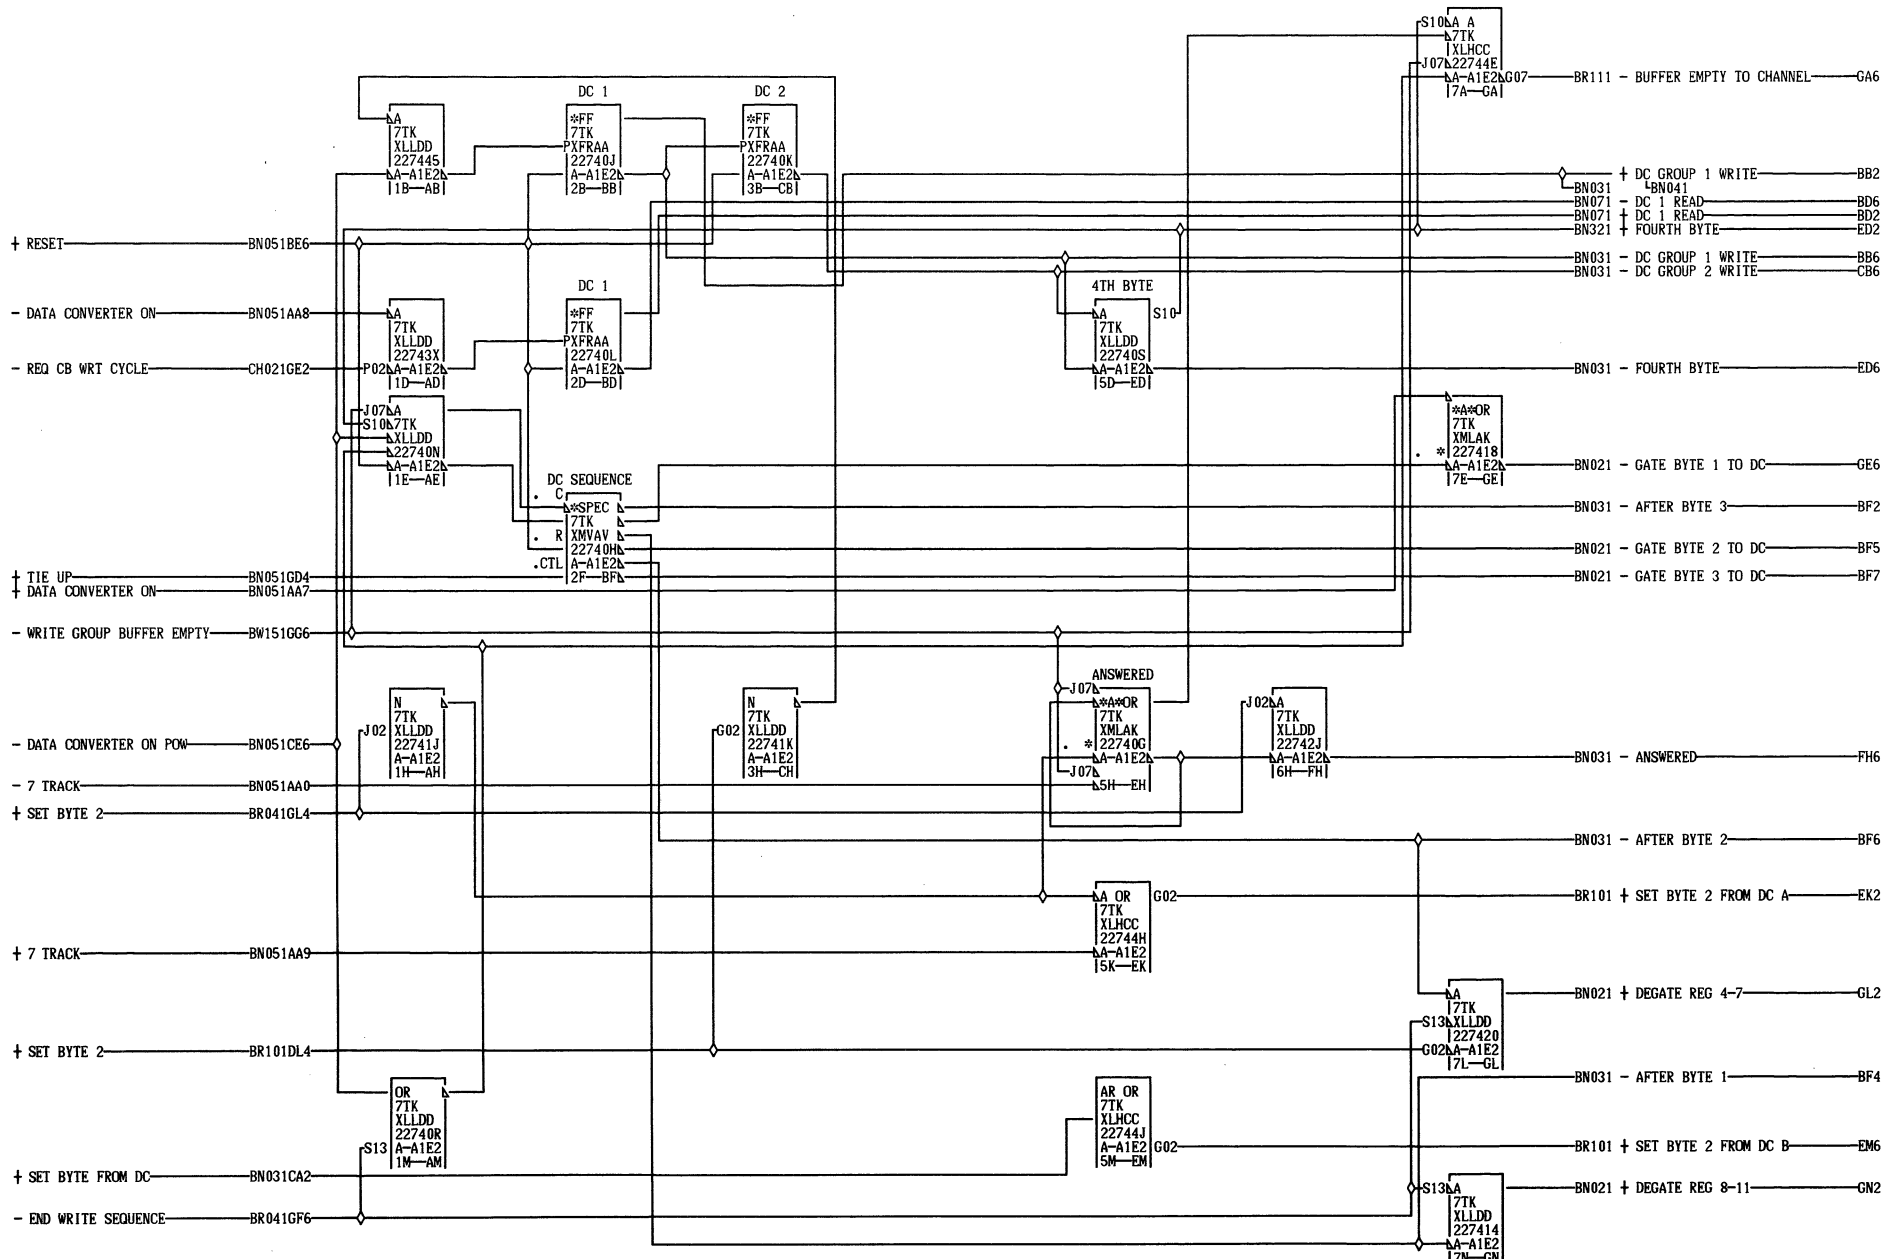 S10 A A
7TK
XLHCC
J07 22744E
A-A1E2 G07 BR111 - BUFFER EMPTY TO CHANNEL GA6
7A—GA
DC 1
DC 2
A
7TK
XLLDD
227445
A-A1E2
1B—AB
*FF
7TK
PXFRAA
22740J
A-A1E2
2B—BB
*FF
7TK
PXFRAA
22740K
A-A1E2
3B—CB
+ DC GROUP 1 WRITE BB2
BN031 BN041
BN071 - DC 1 READ BD6
BN071 + DC 1 READ BD2
BN321 + FOURTH BYTE ED2
+ RESET BN051BE6
BN031 - DC GROUP 1 WRITE BB6
BN031 - DC GROUP 2 WRITE CB6
DC 1
4TH BYTE
- DATA CONVERTER ON BN051AA8
A
7TK
XLLDD
22743X
P02 A-A1E2
1D—AD
*FF
7TK
PXFRAA
22740L
A-A1E2
2D—BD
A S10
7TK
XLLDD
22740S
A-A1E2
5D—ED
- REQ CB WRT CYCLE CH021GE2
BN031 - FOURTH BYTE ED6
J07 A
S10 7TK
XLLDD
22740N
A-A1E2
1E—AE
*A*OR
7TK
XMLAK
. * 227418
A-A1E2
7E—GE
BN021 - GATE BYTE 1 TO DC GE6
DC SEQUENCE
. C
*SPEC
7TK
. R XMVAV
22740H
.CTL A-A1E2
2F—BF
BN031 - AFTER BYTE 3 BF2
BN021 - GATE BYTE 2 TO DC BF5
+ TIE UP BN051GD4
BN021 - GATE BYTE 3 TO DC BF7
+ DATA CONVERTER ON BN051AA7
- WRITE GROUP BUFFER EMPTY BW151GG6
ANSWERED
N
7TK
J02 XLLDD
22741J
A-A1E2
1H—AH
N
7TK
G02 XLLDD
22741K
A-A1E2
3H—CH
J07
*A*OR
7TK
XMLAK
. * 22740G
A-A1E2
J07
5H—EH
J02 A
7TK
XLLDD
22742J
A-A1E2
6H—FH
- DATA CONVERTER ON POW BN051CE6
BN031 - ANSWERED FH6
- 7 TRACK BN051AA0
+ SET BYTE 2 BR041GL4
BN031 - AFTER BYTE 2 BF6
A OR G02
7TK
XLHCC
22744H
A-A1E2
5K—EK
BR101 + SET BYTE 2 FROM DC A EK2
+ 7 TRACK BN051AA9
A
7TK
S13 XLLDD
227420
G02 A-A1E2
7L—GL
BN021 + DEGATE REG 4-7 GL2
+ SET BYTE 2 BR101DL4
BN031 - AFTER BYTE 1 BF4
OR
7TK
XLLDD
22740R
S13 A-A1E2
1M—AM
AR OR
7TK
XLHCC
22744J
A-A1E2 G02
5M—EM
BR101 + SET BYTE 2 FROM DC B EM6
+ SET BYTE FROM DC BN031CA2
S13 A
7TK
XLLDD
227414
A-A1E2
7N—GN
BN021 + DEGATE REG 8-11 GN2
- END WRITE SEQUENCE BR041GF6